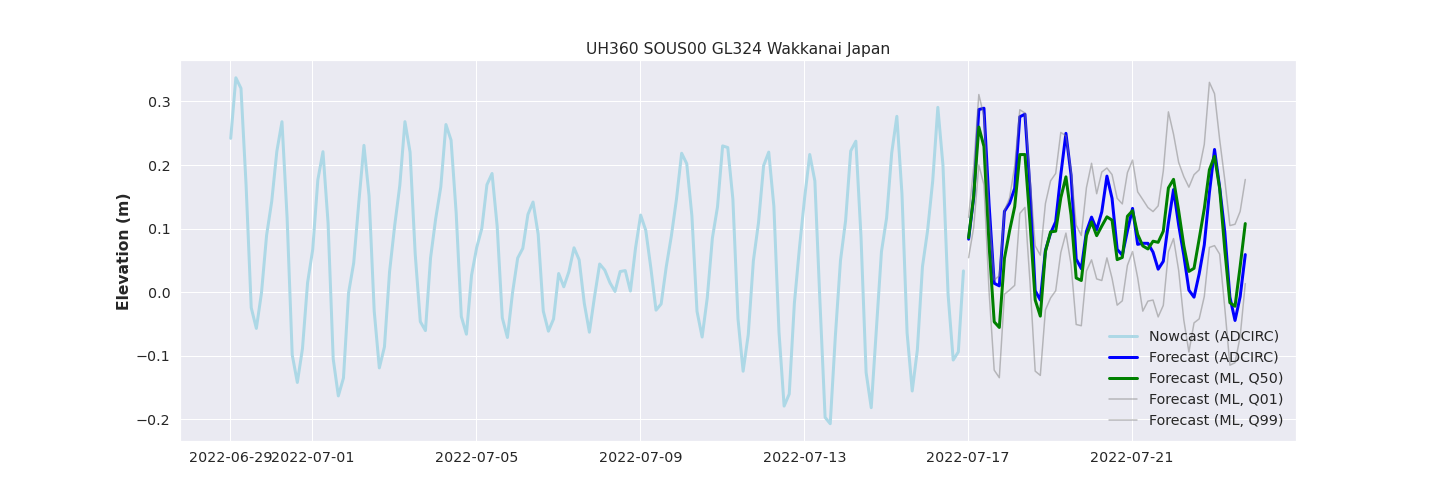 UH360 SOUS00 GL324 Wakkanai Japan
Elevation (m)
0.3
0.2
0.1
0.0
−0.1
−0.2
2022-06-29
2022-07-01
2022-07-05
2022-07-09
2022-07-13
2022-07-17
2022-07-21
Nowcast (ADCIRC)
Forecast (ADCIRC)
Forecast (ML, Q50)
Forecast (ML, Q01)
Forecast (ML, Q99)